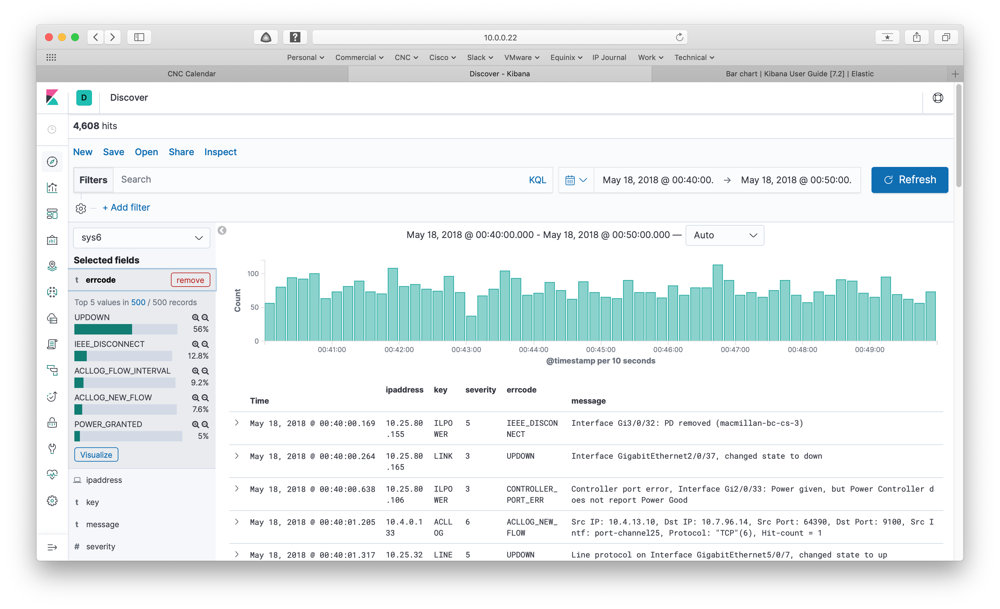 10.0.0.22
Personal Commercial CNC Cisco Slack VMware Equinix IP Journal Work Technical
CNC Calendar Discover - Kibana Bar chart | Kibana User Guide [7.2] | Elastic
D Discover
4,608 hits
New Save Open Share Inspect
Filters Search KQL May 18, 2018 @ 00:40:00. → May 18, 2018 @ 00:50:00. Refresh
+ Add filter
sys6
Selected fields
t errcode remove
Top 5 values in 500 / 500 records
UPDOWN
56%
IEEE_DISCONNECT
12.8%
ACLLOG_FLOW_INTERVAL
9.2%
ACLLOG_NEW_FLOW
7.6%
POWER_GRANTED
5%
Visualize
ipaddress
t key
t message
# severity
May 18, 2018 @ 00:40:00.000 - May 18, 2018 @ 00:50:00.000 — Auto
Count
100
50
0
00:41:00 00:42:00 00:43:00 00:44:00 00:45:00 00:46:00 00:47:00 00:48:00 00:49:00
@timestamp per 10 seconds
Time ipaddress key severity errcode message
May 18, 2018 @ 00:40:00.169 10.25.80 ILPO 5 IEEE_DISCON Interface Gi3/0/32: PD removed (macmillan-bc-cs-3)
.155 WER NECT
May 18, 2018 @ 00:40:00.264 10.25.80 LINK 3 UPDOWN Interface GigabitEthernet2/0/37, changed state to down
.165
May 18, 2018 @ 00:40:00.638 10.25.80 ILPO 3 CONTROLLER_ Controller port error, Interface Gi2/0/33: Power given, but Power Controller d
.106 WER PORT_ERR oes not report Power Good
May 18, 2018 @ 00:40:01.205 10.4.0.1 ACLL 6 ACLLOG_NEW_ Src IP: 10.4.13.10, Dst IP: 10.7.96.14, Src Port: 64390, Dst Port: 9100, Src I
33 OG FLOW ntf: port-channel25, Protocol: "TCP"(6), Hit-count = 1
May 18, 2018 @ 00:40:01.317 10.25.32 LINE 5 UPDOWN Line protocol on Interface GigabitEthernet5/0/7, changed state to up